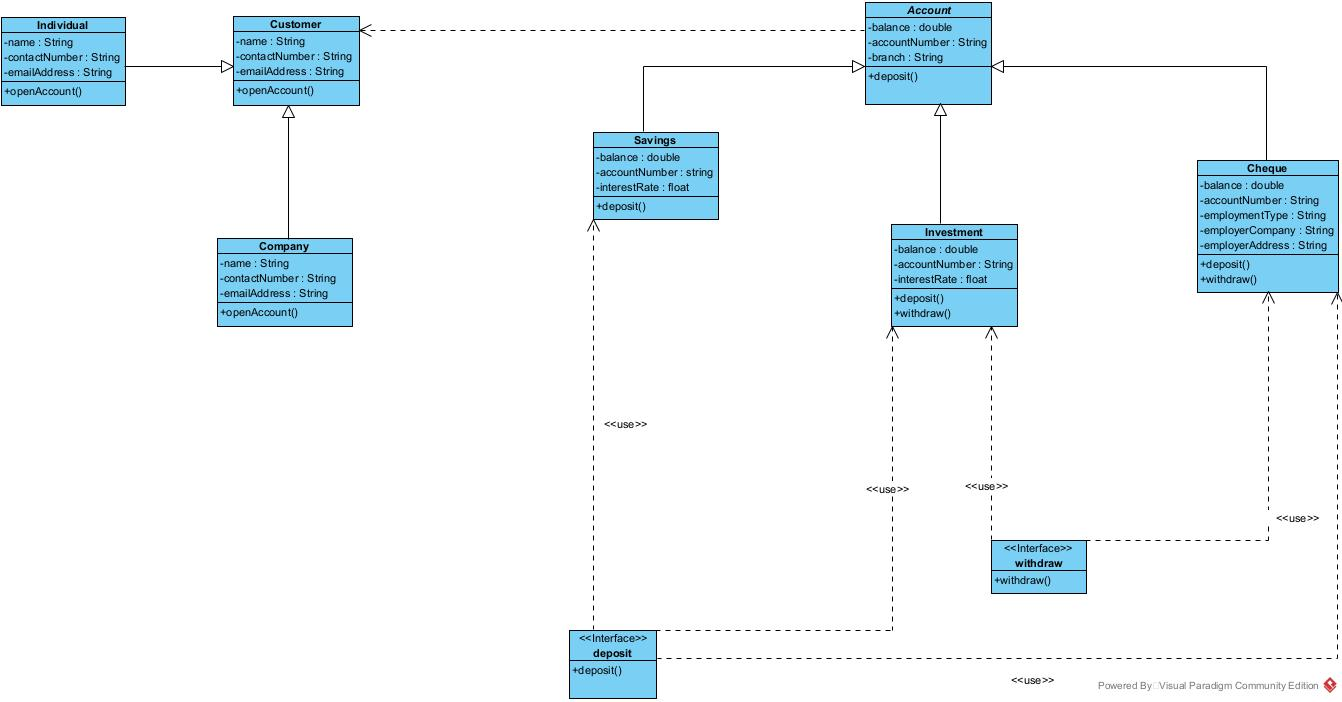 Individual
-name : String
-contactNumber : String
-emailAddress : String
+openAccount()
Customer
-name : String
-contactNumber : String
-emailAddress : String
+openAccount()
Account
-balance : double
-accountNumber : String
-branch : String
+deposit()
Savings
-balance : double
-accountNumber : string
-interestRate : float
+deposit()
Cheque
-balance : double
-accountNumber : String
-employmentType : String
-employerCompany : String
-employerAddress : String
+deposit()
+withdraw()
Company
-name : String
-contactNumber : String
-emailAddress : String
+openAccount()
Investment
-balance : double
-accountNumber : String
-interestRate : float
+deposit()
+withdraw()
<<use>>
<<use>>
<<use>>
<<use>>
<<Interface>>
withdraw
+withdraw()
<<Interface>>
deposit
+deposit()
<<use>>
Powered By Visual Paradigm Community Edition